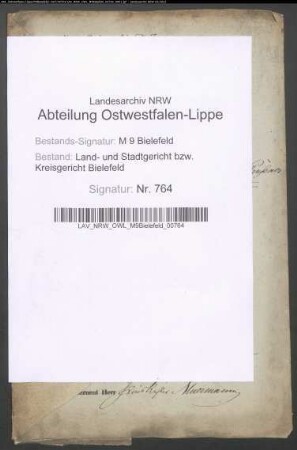 Landesarchiv NRW
Abteilung Ostwestfalen-Lippe
Bestands-Signatur: M 9 Bielefeld
Bestand: Land- und Stadtgericht bzw.
Kreisgericht Bielefeld
Signatur: Nr. 764
LAV_NRW_OWL_M9Bielefeld_00764